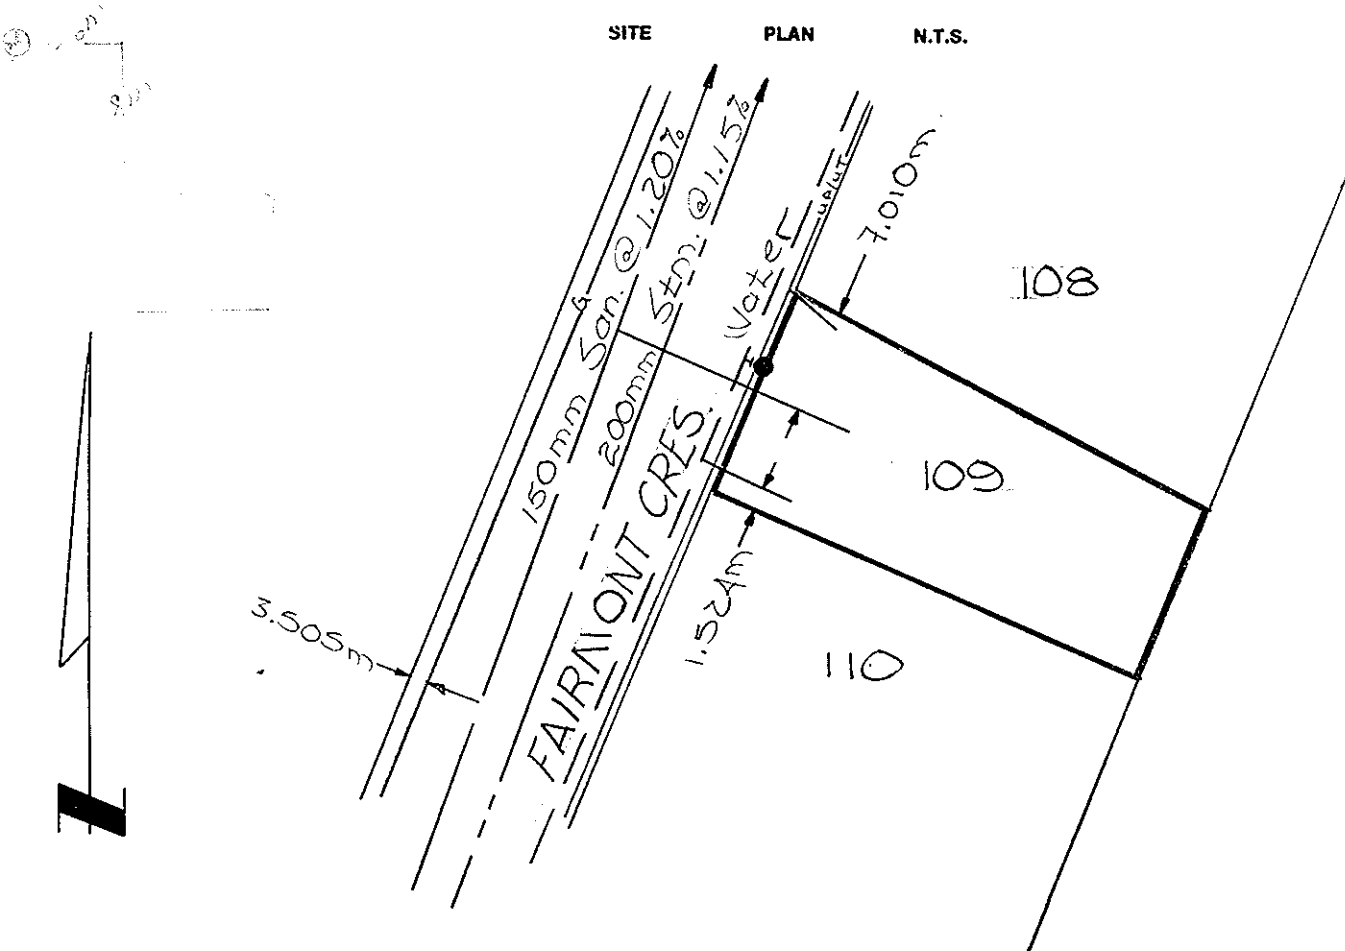 SITE PLAN N.T.S.
150mm San. @ 1.20%
200mm Stm. @ 1.15%
Water
7.010m
108
G
FAIRMONT CRES.
109
1.524m
110
3.505m